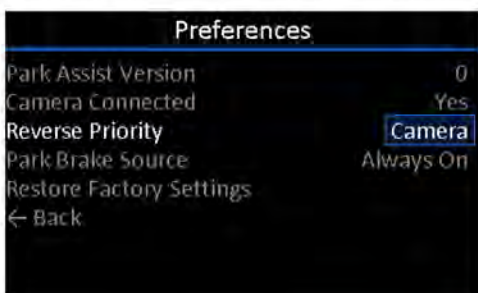 Preferences
Park Assist Version 0
Camera Connected Yes
Reverse Priority Camera
Park Brake Source Always On
Restore Factory Settings
← Back